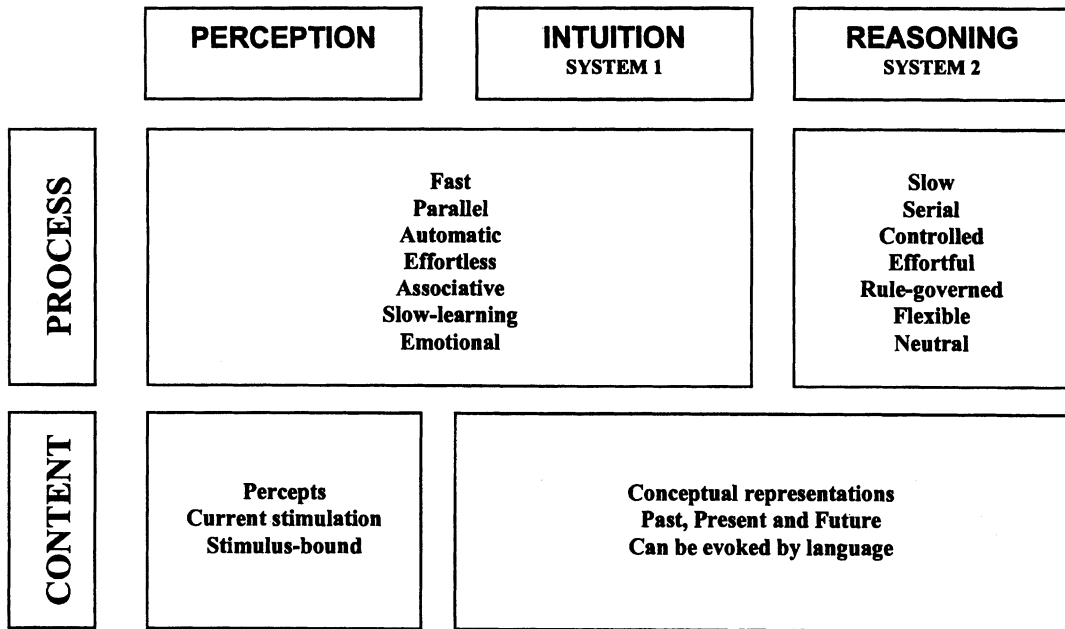 PERCEPTION
INTUITION
SYSTEM 1
REASONING
SYSTEM 2
PROCESS
Fast
Parallel
Automatic
Effortless
Associative
Slow-learning
Emotional
Slow
Serial
Controlled
Effortful
Rule-governed
Flexible
Neutral
CONTENT
Percepts
Current stimulation
Stimulus-bound
Conceptual representations
Past, Present and Future
Can be evoked by language